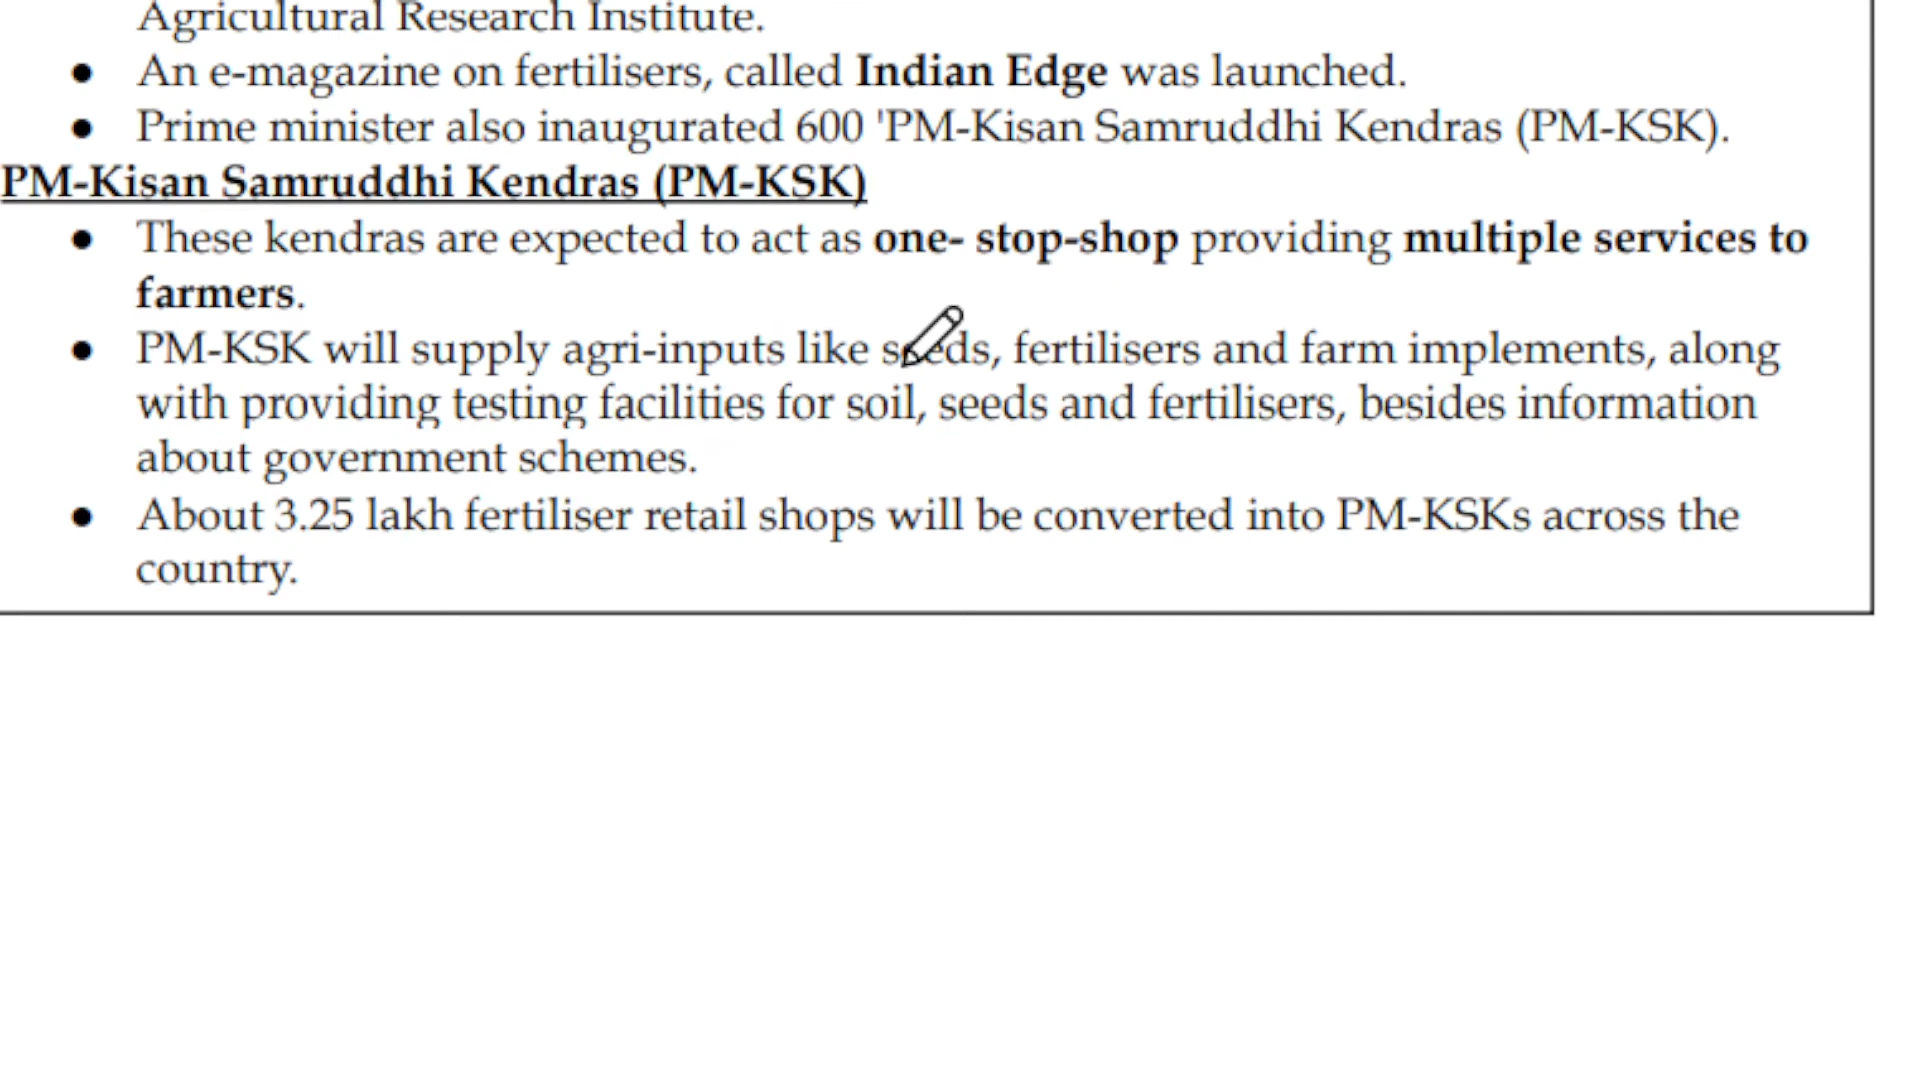 Agricultural Research Institute.
● An e-magazine on fertilisers, called Indian Edge was launched.
● Prime minister also inaugurated 600 'PM-Kisan Samruddhi Kendras (PM-KSK).
PM-Kisan Samruddhi Kendras (PM-KSK)
● These kendras are expected to act as one- stop-shop providing multiple services to
farmers.
● PM-KSK will supply agri-inputs like seeds, fertilisers and farm implements, along
with providing testing facilities for soil, seeds and fertilisers, besides information
about government schemes.
● About 3.25 lakh fertiliser retail shops will be converted into PM-KSKs across the
country.